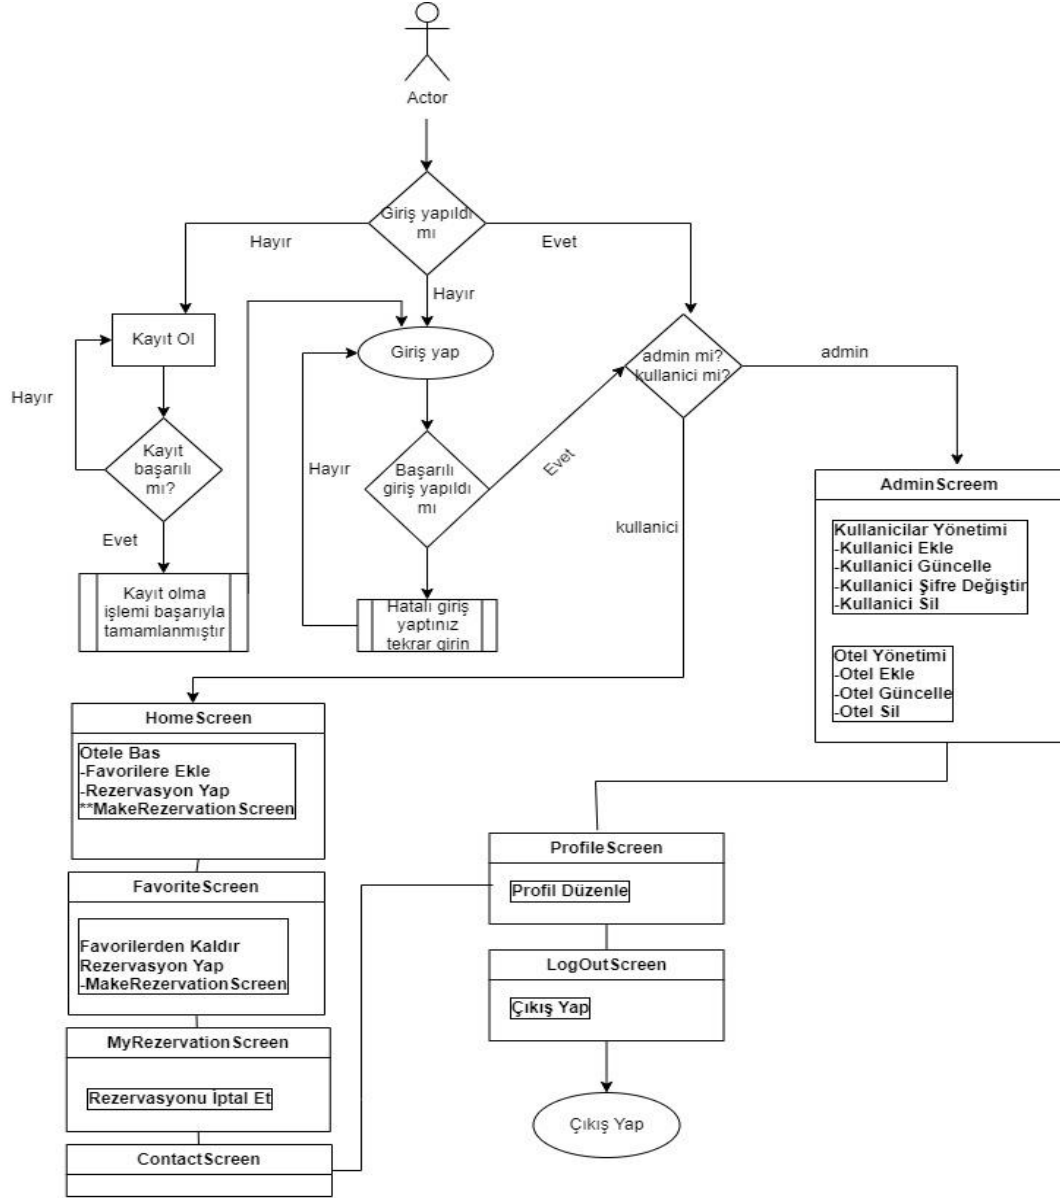 Actor
Giriş yapıldı
mı
Hayır
Evet
Hayır
Kayıt Ol
Giriş yap
admin mi?
kullanici mi?
admin
Hayır
Kayıt
başarılı
mı?
Hayır
Başarılı
giriş yapıldı
mı
Evet
kullanici
Evet
Kayıt olma
işlemi başarıyla
tamamlanmıştır
Hatalı giriş
yaptınız
tekrar girin
AdminScreem
Kullanicilar Yönetimi
-Kullanici Ekle
-Kullanici Güncelle
-Kullanici Şifre Değiştir
-Kullanici Sil
Otel Yönetimi
-Otel Ekle
-Otel Güncelle
-Otel Sil
HomeScreen
Otele Bas
-Favorilere Ekle
-Rezervasyon Yap
**MakeRezervationScreen
FavoriteScreen
Favorilerden Kaldır
Rezervasyon Yap
-MakeRezervationScreen
MyRezervationScreen
Rezervasyonu İptal Et
ContactScreen
ProfileScreen
Profil Düzenle
LogOutScreen
Çıkış Yap
Çıkış Yap